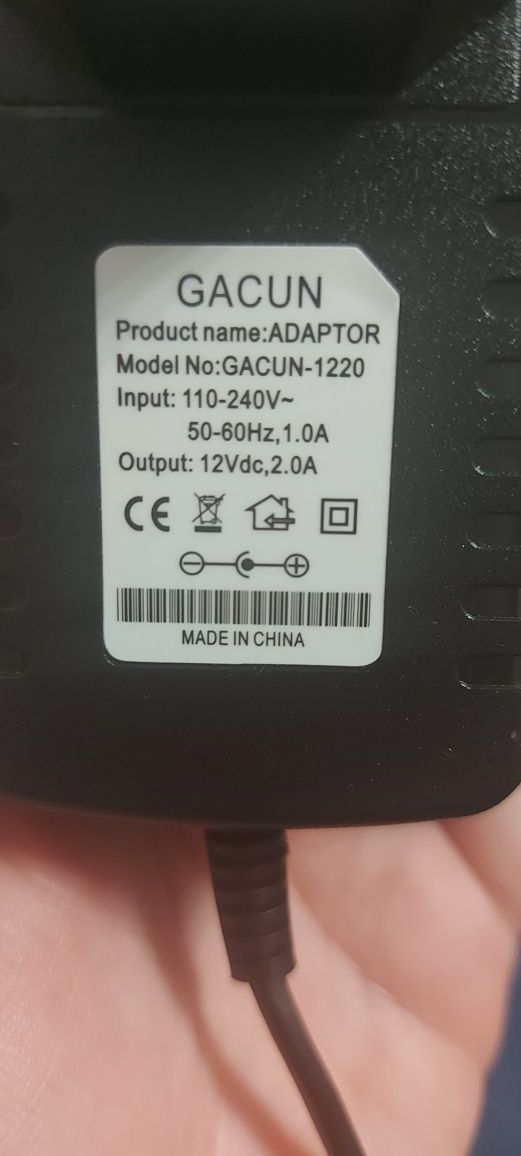 GACUN
Product name:ADAPTOR
Model No:GACUN-1220
Input: 110-240V~
50-60Hz,1.0A
Output: 12Vdc,2.0A
CE
MADE IN CHINA